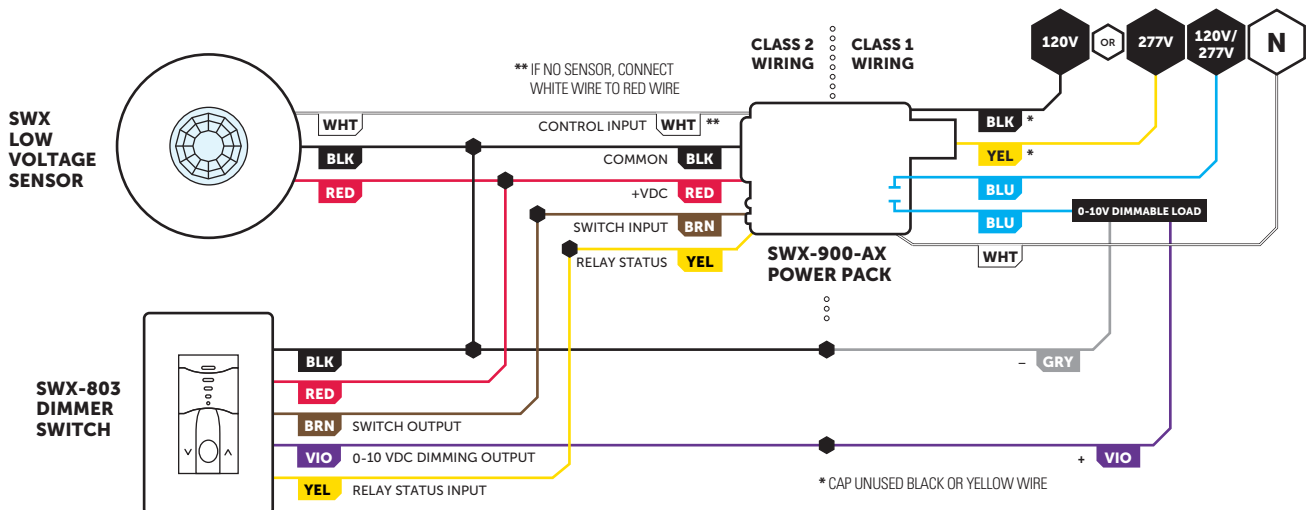 CLASS 2
WIRING
CLASS 1
WIRING
120V
OR
277V
120V/
277V
N
** IF NO SENSOR, CONNECT
WHITE WIRE TO RED WIRE
SWX
LOW
VOLTAGE
SENSOR
WHT
CONTROL INPUT WHT **
BLK
COMMON BLK
RED
+VDC RED
SWITCH INPUT BRN
RELAY STATUS YEL
BLK *
YEL *
BLU
BLU
0-10V DIMMABLE LOAD
WHT
SWX-900-AX
POWER PACK
SWX-803
DIMMER
SWITCH
BLK
RED
BRN SWITCH OUTPUT
VIO 0-10 VDC DIMMING OUTPUT
YEL RELAY STATUS INPUT
– GRY
+ VIO
* CAP UNUSED BLACK OR YELLOW WIRE